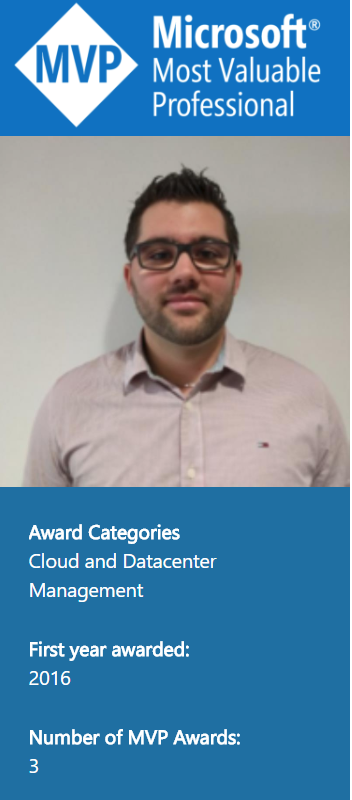 MVP
Microsoft®
Most Valuable
Professional
Award Categories
Cloud and Datacenter
Management
First year awarded:
2016
Number of MVP Awards:
3